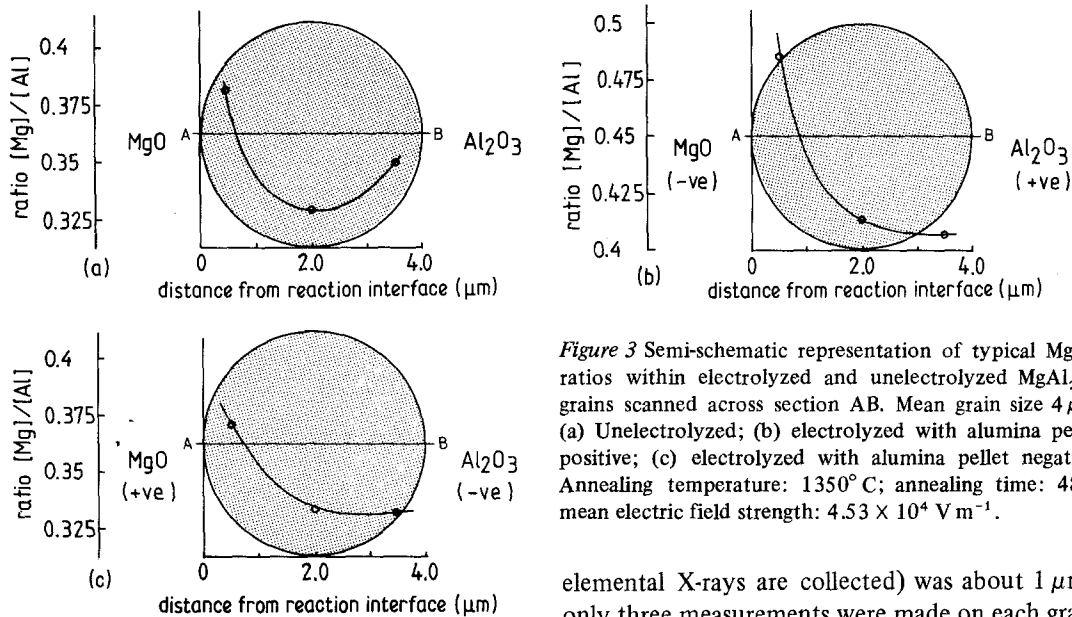 0.4
0.375
0.35
0.325
ratio [Mg]/[Al]
MgO
A
B
Al₂O₃
0
2.0
4.0
(a)
distance from reaction interface (μm)
0.5
0.475
0.45
0.425
0.4
ratio [Mg]/[Al]
MgO
(-ve)
A
B
Al₂O₃
(+ve)
0
2.0
4.0
(b)
distance from reaction interface (μm)
0.4
0.375
0.35
0.325
ratio [Mg]/[Al]
MgO
(+ve)
A
B
Al₂O₃
(-ve)
0
2.0
4.0
(c)
distance from reaction interface (μm)
Figure 3 Semi-schematic representation of typical Mg
ratios within electrolyzed and unelectrolyzed MgAl
grains scanned across section AB. Mean grain size 4
(a) Unelectrolyzed; (b) electrolyzed with alumina pe
positive; (c) electrolyzed with alumina pellet negat
Annealing temperature: 1350° C; annealing time: 48
mean electric field strength: 4.53 × 10⁴ V m⁻¹.
elemental X-rays are collected) was about 1 μm
only three measurements were made on each gra